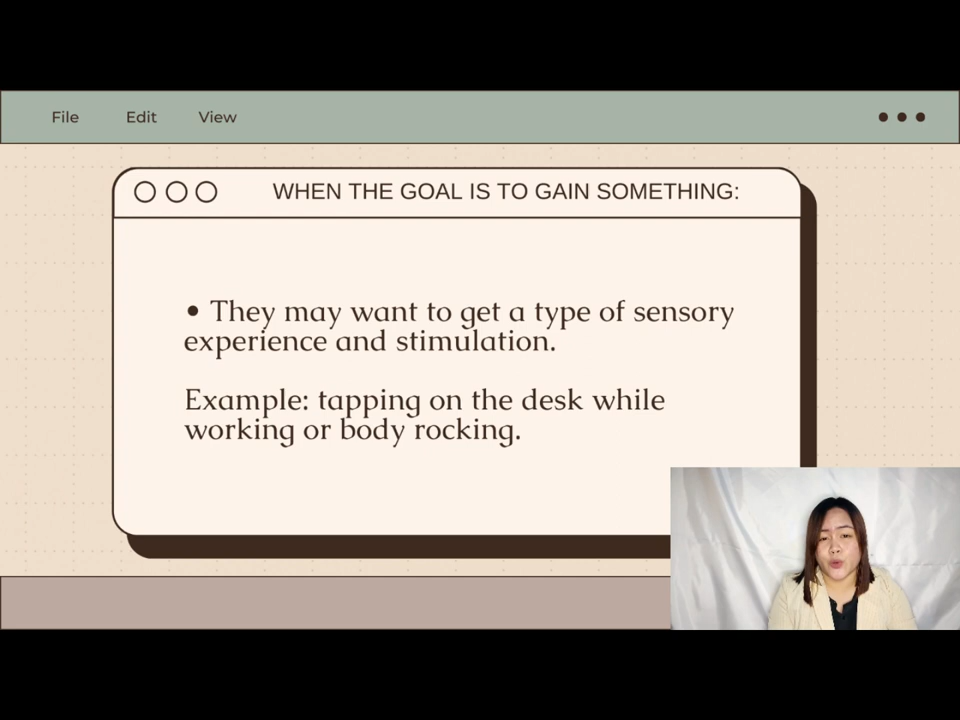 File Edit View
WHEN THE GOAL IS TO GAIN SOMETHING:
• They may want to get a type of sensory
experience and stimulation.
Example: tapping on the desk while
working or body rocking.